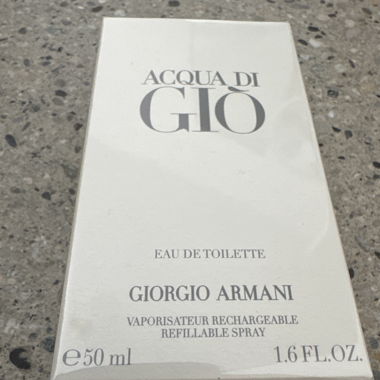 ACQUA DI
GIÒ
EAU DE TOILETTE
GIORGIO ARMANI
VAPORISATEUR RECHARGEABLE
REFILLABLE SPRAY
℮50 ml 1.6 FL.OZ.